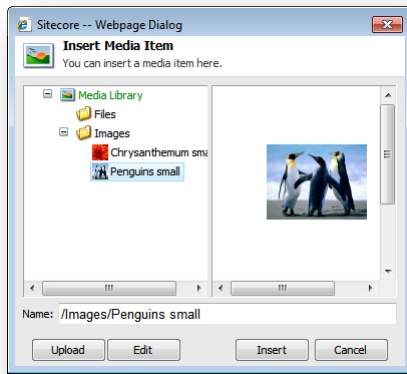 Sitecore -- Webpage Dialog
Insert Media Item
You can insert a media item here.
Media Library
Files
Images
Chrysanthemum sma
Penguins small
Name: /Images/Penguins small
Upload Edit Insert Cancel